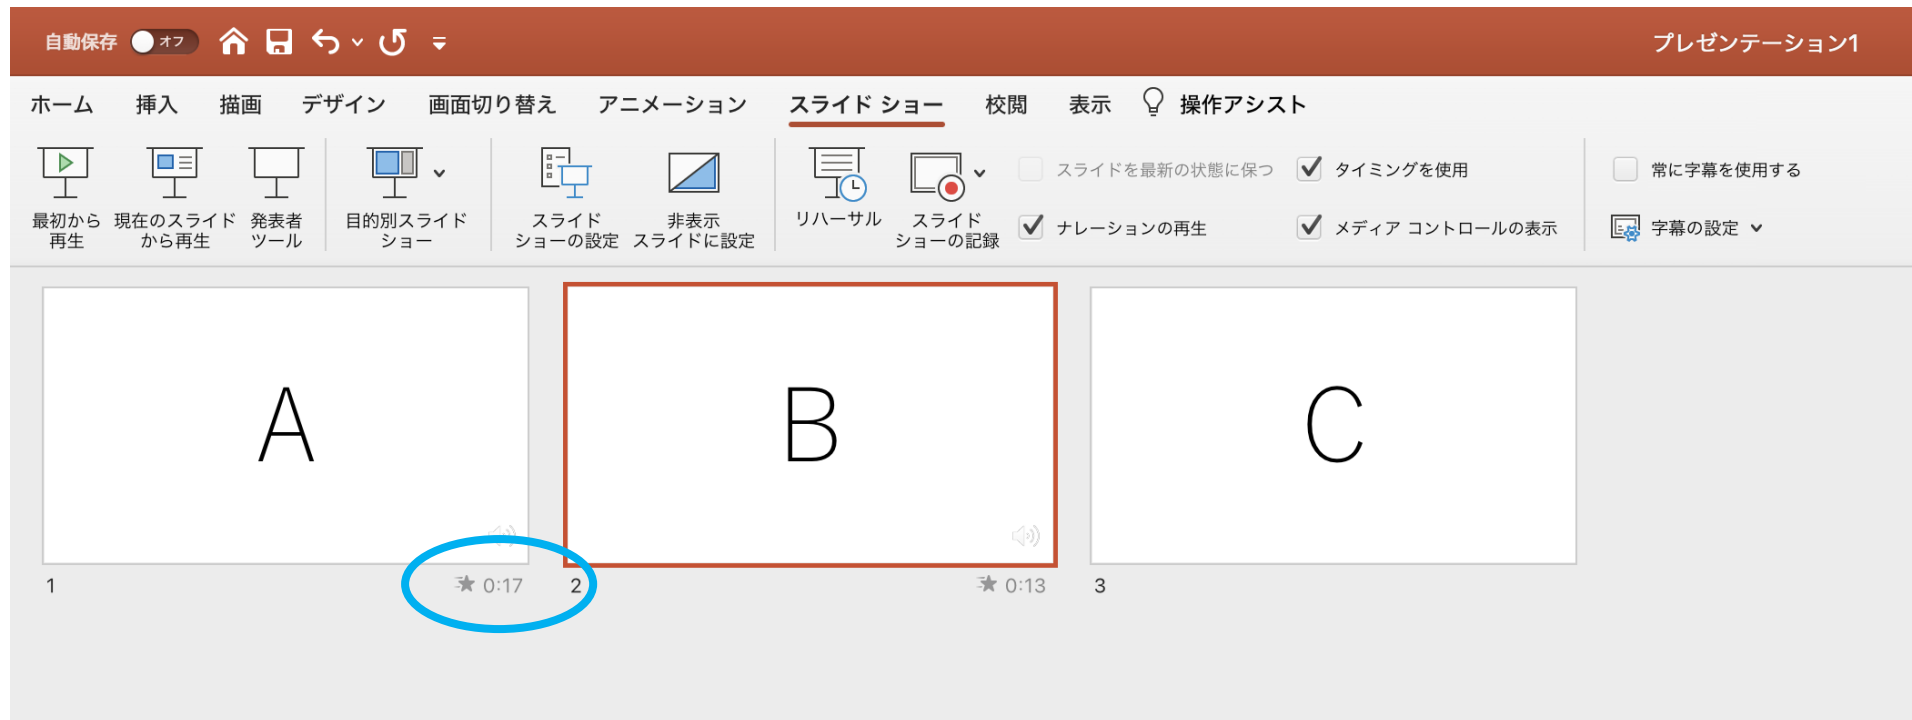 自動保存 オフ
プレゼンテーション1
ホーム 挿入 描画 デザイン 画面切り替え アニメーション スライド ショー 校閲 表示 操作アシスト
最初から
再生
現在のスライド
から再生
発表者
ツール
目的別スライド
ショー
スライド
ショーの設定
非表示
スライドに設定
リハーサル
スライド
ショーの記録
スライドを最新の状態に保つ
ナレーションの再生
タイミングを使用
メディア コントロールの表示
常に字幕を使用する
字幕の設定
A
B
C
1 0:17
2 0:13
3